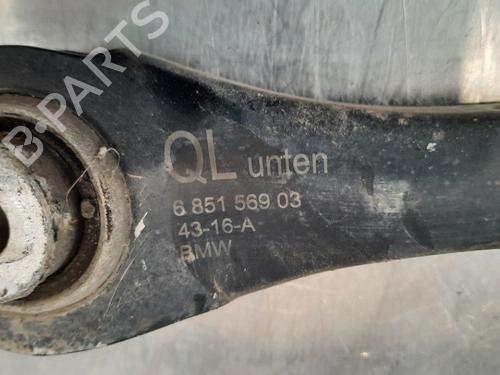 B-PARTS
QL unten
6 851 569 03
43-16-A
BMW